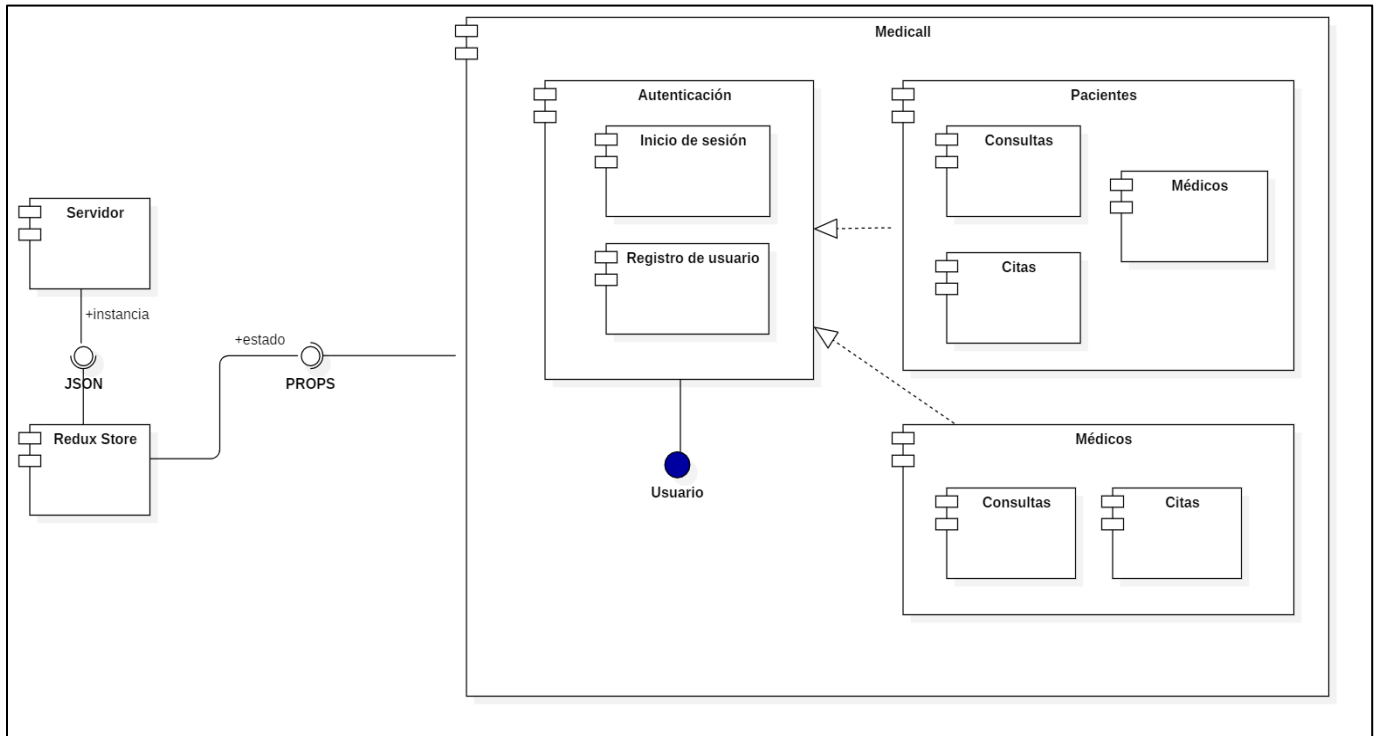 Medicall
Autenticación
Inicio de sesión
Registro de usuario
Usuario
Pacientes
Consultas
Médicos
Citas
Médicos
Consultas
Citas
Servidor
+instancia
JSON
Redux Store
+estado
PROPS